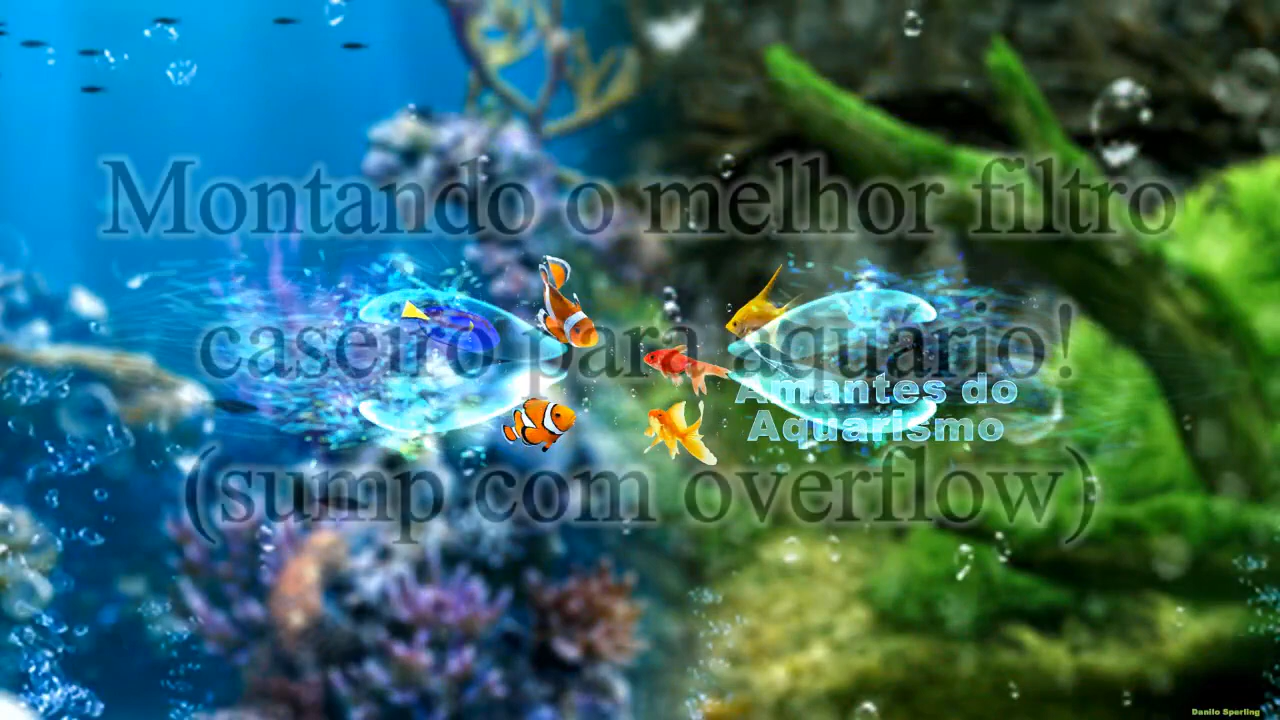 Montando o melhor filtro
caseiro para aquário!
Amantes do
Aquarismo
(sump com overflow)
Danilo Sperling